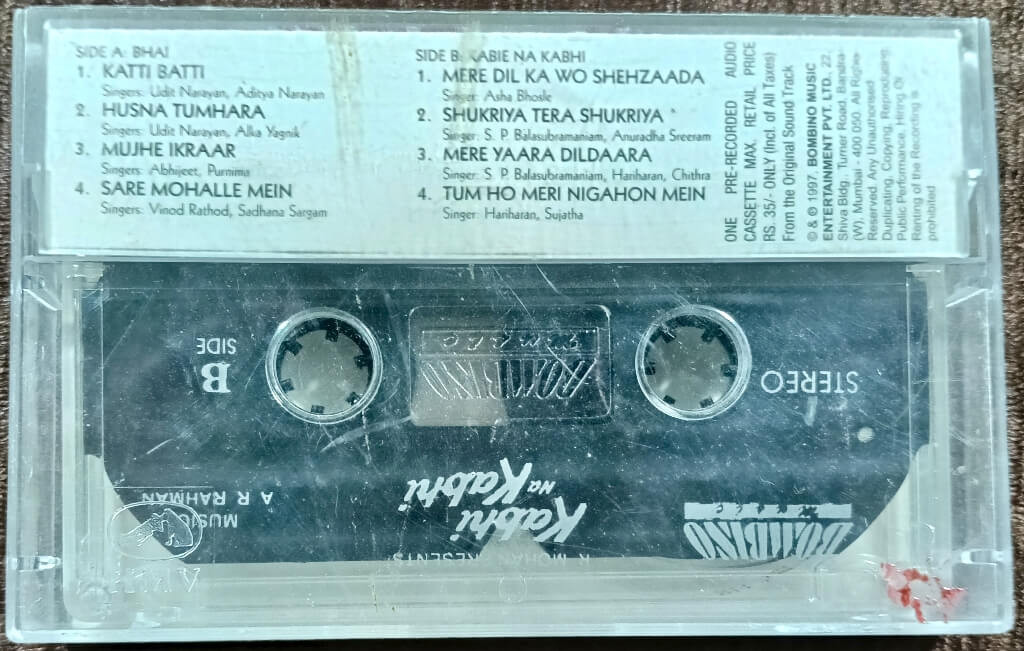 SIDE A: BHAI
1. KATTI BATTI
Singers: Udit Narayan, Aditya Narayan
2. HUSNA TUMHARA
Singers: Udit Narayan, Alka Yagnik
3. MUJHE IKRAAR
Singers: Abhijeet, Purnima
4. SARE MOHALLE MEIN
Singers: Vinod Rathod, Sadhana Sargam
SIDE B: KABIE NA KABHI
1. MERE DIL KA WO SHEHZAADA
Singer: Asha Bhosle
2. SHUKRIYA TERA SHUKRIYA
Singer: S. P. Balasubramaniam, Anuradha Sreeram
3. MERE YAARA DILDAARA
Singer: S. P. Balasubramaniam, Hariharan, Chithra
4. TUM HO MERI NIGAHON MEIN
Singer: Hariharan, Sujatha
ONE PRE-RECORDED AUDIO
CASSETTE MAX. RETAIL PRICE
RS. 35/- ONLY (Incl. of All Taxes)
From the Original Sound Track
© & ℗ 1997, BOMBINO MUSIC
ENTERTAINMENT PVT. LTD., 22,
Shiva Bldg., Turner Road, Bandra
(W), Mumbai - 400 050. All Rights
Reserved. Any Unauthorised
Duplicating, Copying, Reproducing,
Public Performance, Hiring Or
Renting of the Recording is
prohibited
BOMBINO
MUSIC
R MOHAN PRESENTS
Kabhi
NA Kabhi
MUSIC
A R RAHMAN
STEREO
BOMBINO
B
SIDE